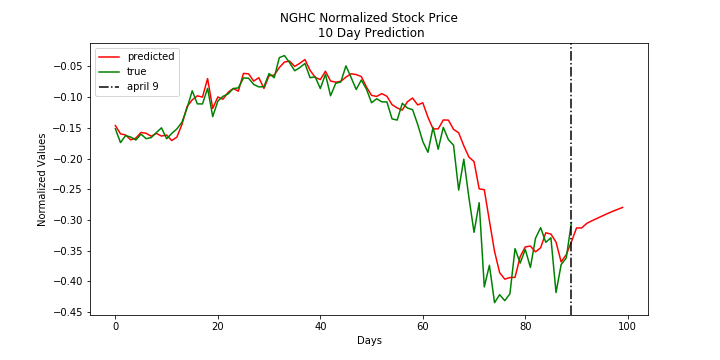 NGHC Normalized Stock Price
10 Day Prediction
predicted
true
april 9
Normalized Values
−0.05
−0.10
−0.15
−0.20
−0.25
−0.30
−0.35
−0.40
−0.45
0
20
40
60
80
100
Days